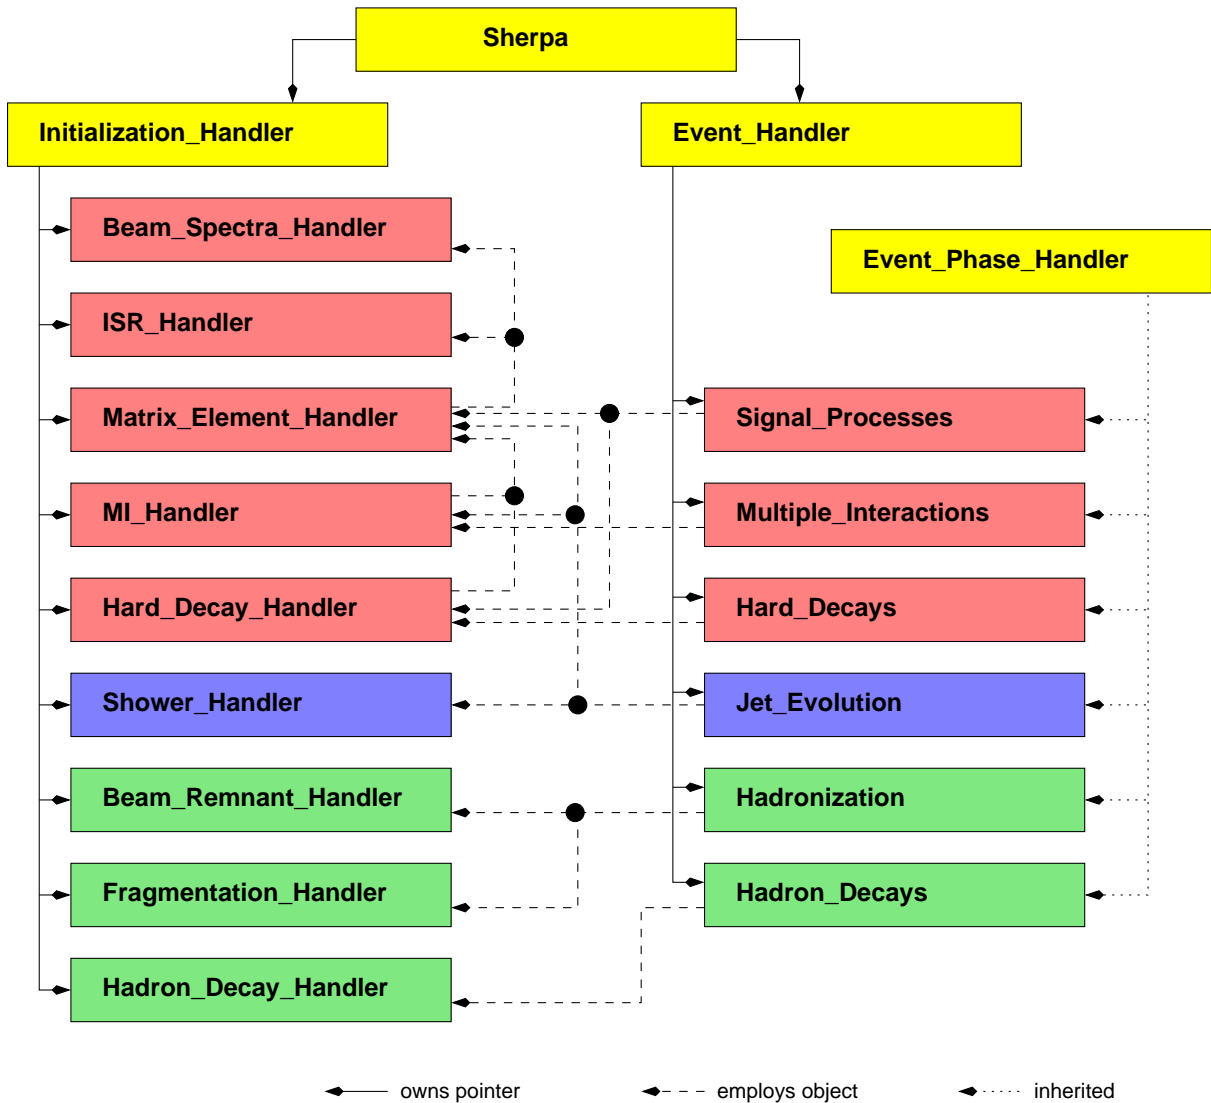 Sherpa
Initialization_Handler
Event_Handler
Beam_Spectra_Handler
Event_Phase_Handler
ISR_Handler
Matrix_Element_Handler
Signal_Processes
MI_Handler
Multiple_Interactions
Hard_Decay_Handler
Hard_Decays
Shower_Handler
Jet_Evolution
Beam_Remnant_Handler
Hadronization
Fragmentation_Handler
Hadron_Decays
Hadron_Decay_Handler
owns pointer
employs object
inherited